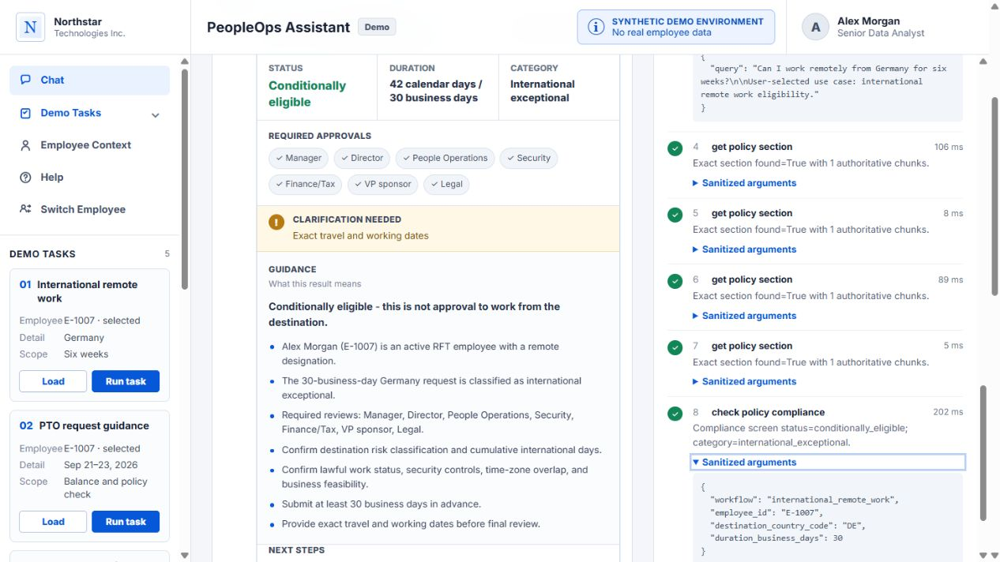 N
Northstar
Technologies Inc.
PeopleOps Assistant
Demo
SYNTHETIC DEMO ENVIRONMENT
No real employee data
A
Alex Morgan
Senior Data Analyst
Chat
Demo Tasks
Employee Context
Help
Switch Employee
DEMO TASKS 5
01 International remote
work
Employee E-1007 · selected
Detail Germany
Scope Six weeks
Load Run task
02 PTO request guidance
Employee E-1007 · selected
Detail Sep 21–23, 2026
Scope Balance and policy
check
Load Run task
STATUS
Conditionally
eligible
DURATION
42 calendar days /
30 business days
CATEGORY
International
exceptional
REQUIRED APPROVALS
✓ Manager ✓ Director ✓ People Operations ✓ Security
✓ Finance/Tax ✓ VP sponsor ✓ Legal
! CLARIFICATION NEEDED
Exact travel and working dates
GUIDANCE
What this result means
Conditionally eligible - this is not approval to work from the
destination.
• Alex Morgan (E-1007) is an active RFT employee with a remote
designation.
• The 30-business-day Germany request is classified as international
exceptional.
• Required reviews: Manager, Director, People Operations, Security,
Finance/Tax, VP sponsor, Legal.
• Confirm destination risk classification and cumulative international days.
• Confirm lawful work status, security controls, time-zone overlap, and
business feasibility.
• Submit at least 30 business days in advance.
• Provide exact travel and working dates before final review.
NEXT STEPS
{
"query": "Can I work remotely from Germany for six
weeks?\n\nUser-selected use case: international
remote work eligibility."
}
4 get policy section 106 ms
Exact section found=True with 1 authoritative chunks.
Sanitized arguments
5 get policy section 8 ms
Exact section found=True with 1 authoritative chunks.
Sanitized arguments
6 get policy section 89 ms
Exact section found=True with 1 authoritative chunks.
Sanitized arguments
7 get policy section 5 ms
Exact section found=True with 1 authoritative chunks.
Sanitized arguments
8 check policy compliance 202 ms
Compliance screen status=conditionally_eligible;
category=international_exceptional.
Sanitized arguments
{
"workflow": "international_remote_work",
"employee_id": "E-1007",
"destination_country_code": "DE",
"duration_business_days": 30
}